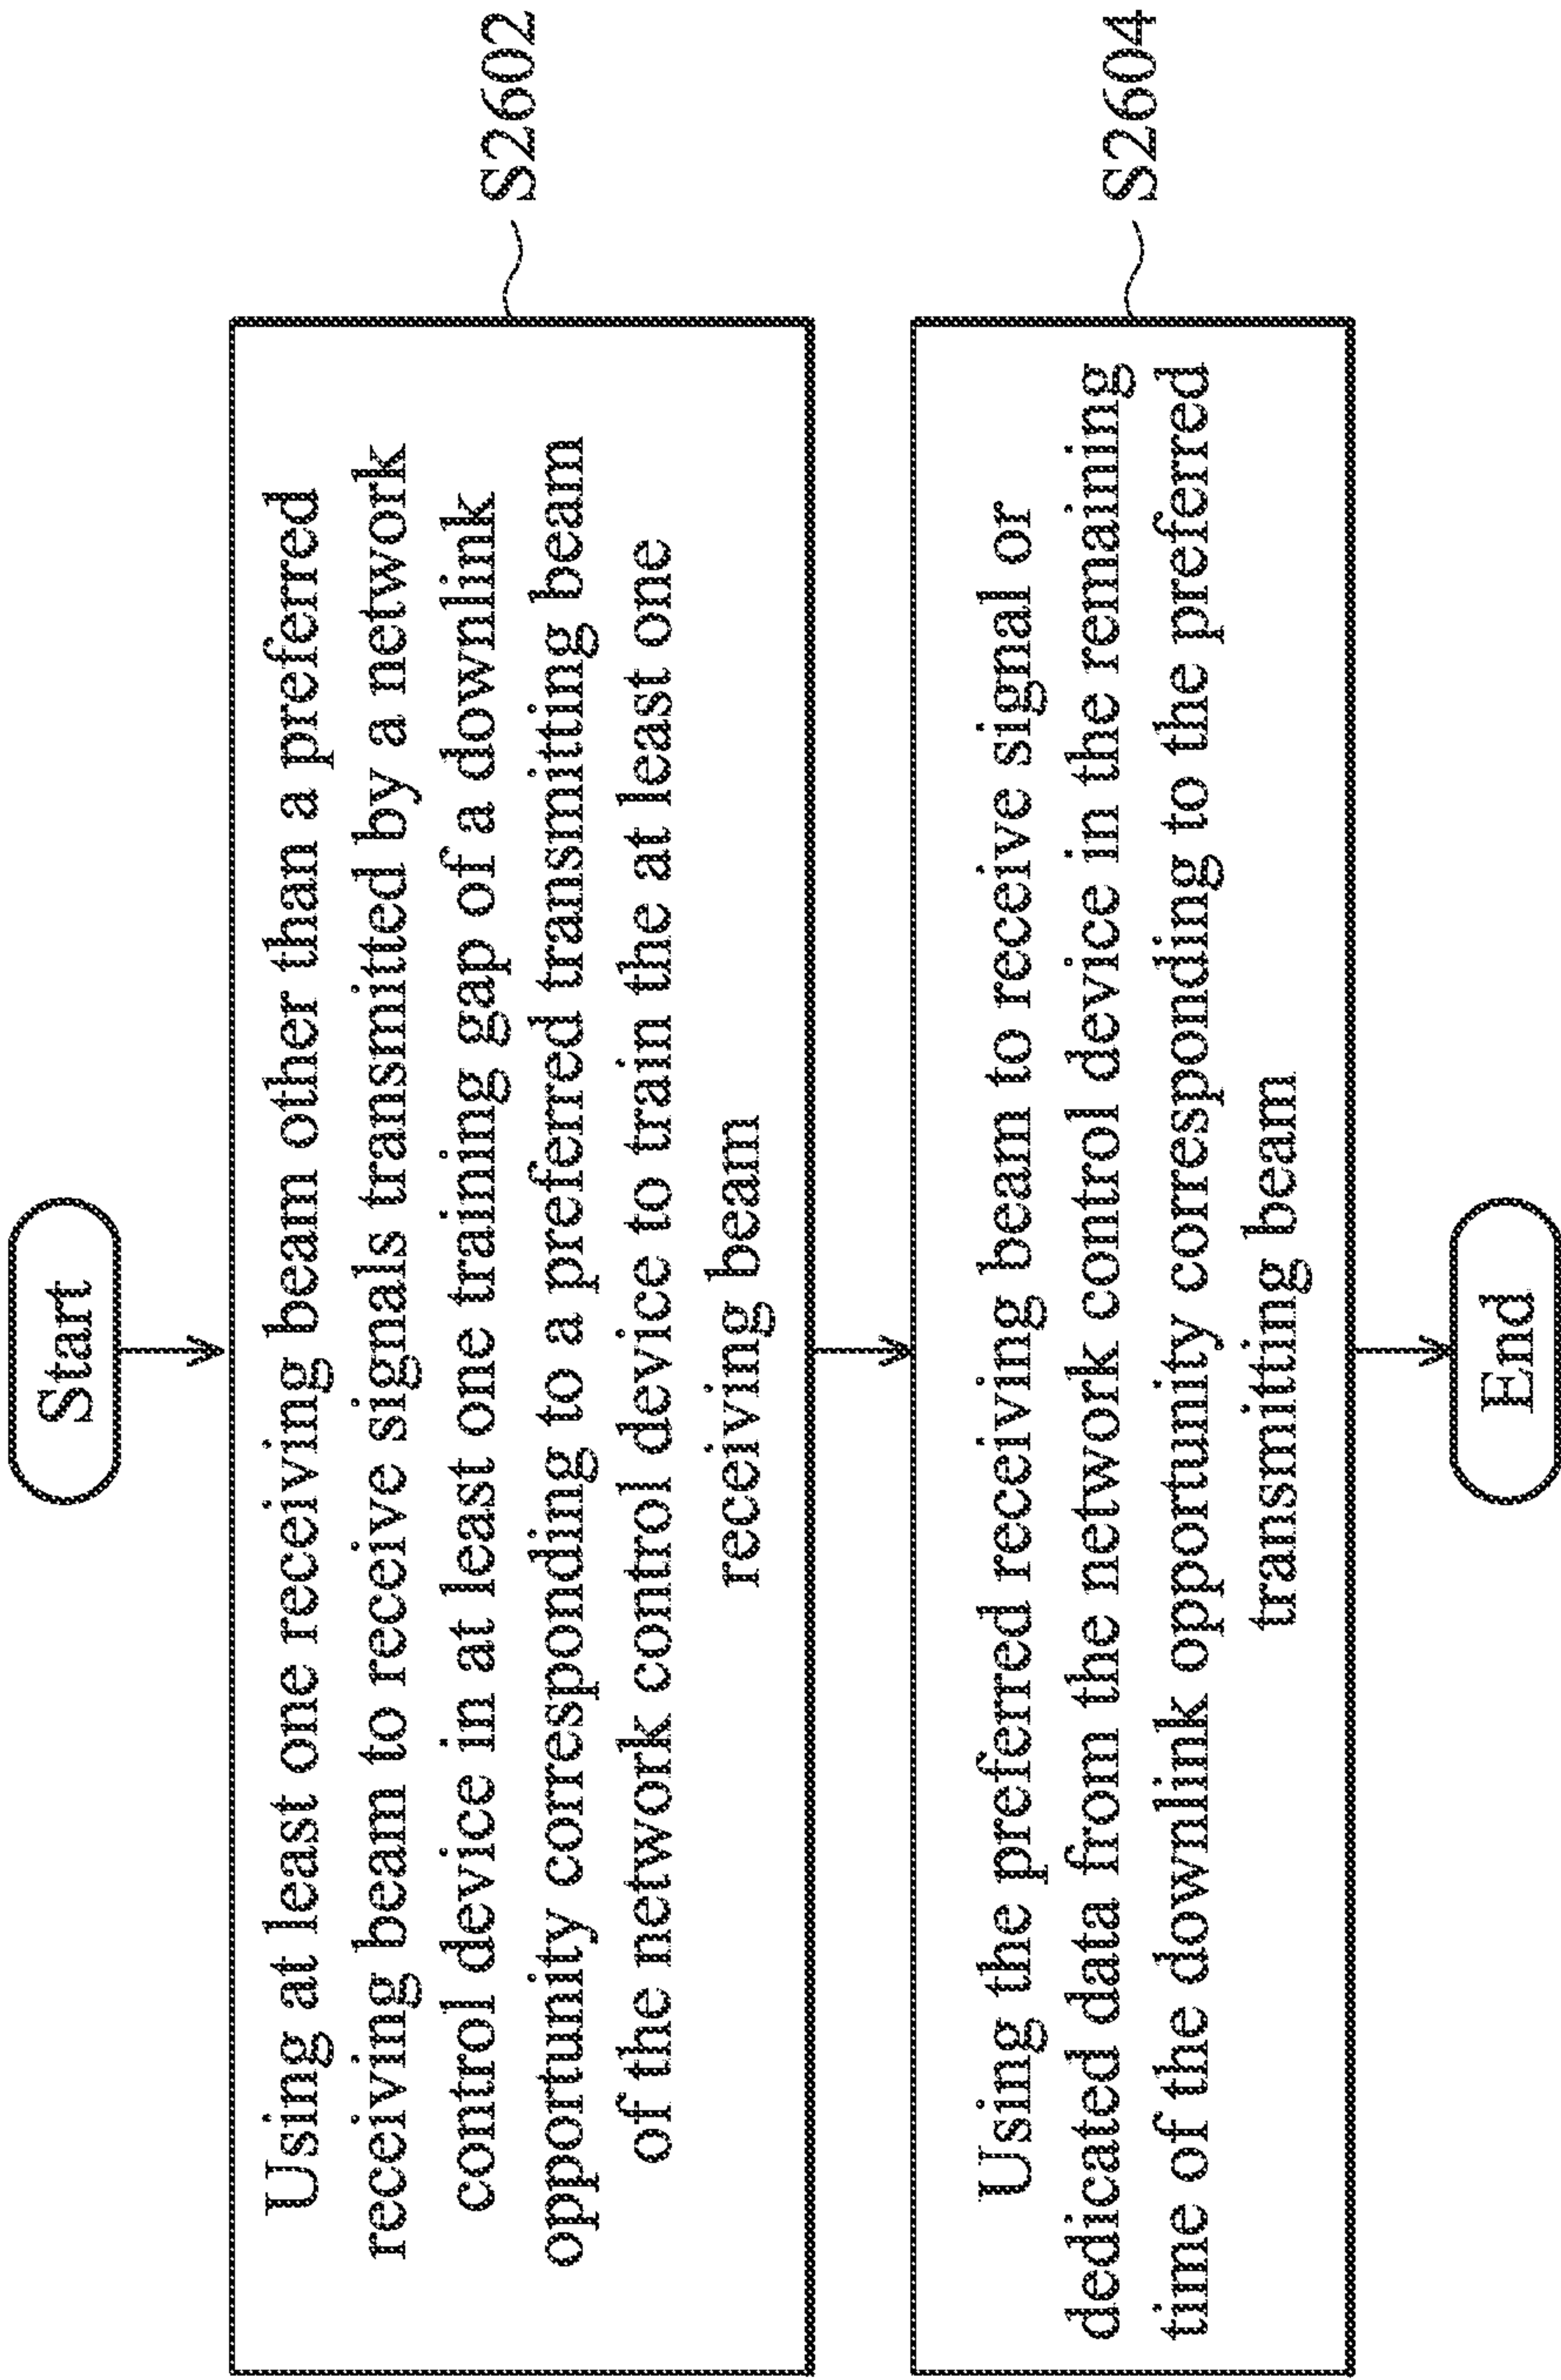 Start
Using at least one receiving beam other than a preferred
receiving beam to receive signals transmitted by a network
control device in at least one training gap of a downlink
opportunity corresponding to a preferred transmitting beam
of the network control device to train the at least one
receiving beam
S2602
Using the preferred receiving beam to receive signal or
dedicated data from the network control device in the remaining
time of the downlink opportunity corresponding to the preferred
transmitting beam
S2604
End